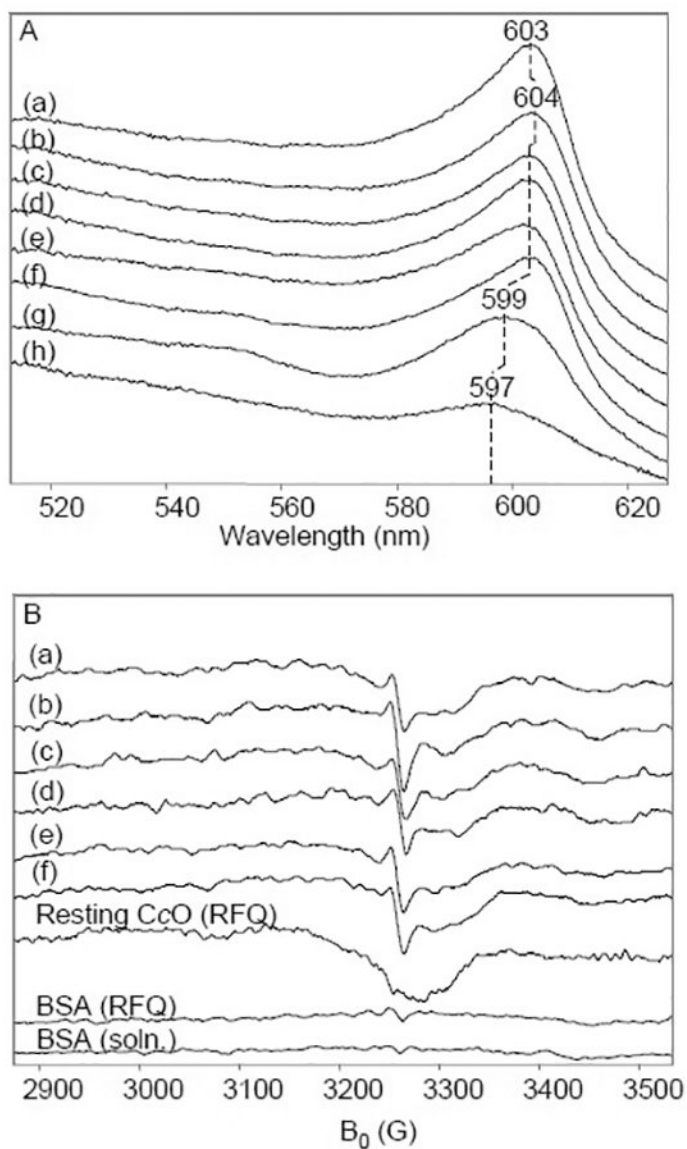 A
603
(a)
604
(b)
(c)
(d)
(e)
(f)
599
(g)
(h)
597
520 540 560 580 600 620
Wavelength (nm)
B
(a)
(b)
(c)
(d)
(e)
(f)
Resting CcO (RFQ)
BSA (RFQ)
BSA (soln.)
2900 3000 3100 3200 3300 3400 3500
B0 (G)